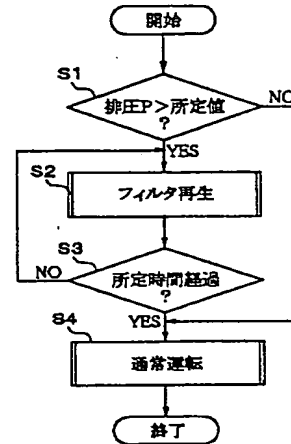 開始
S1
排圧P＞所定値
?
NO
YES
S2
フィルタ再生
S3
所定時間経過
?
NO
YES
S4
通常運転
終了